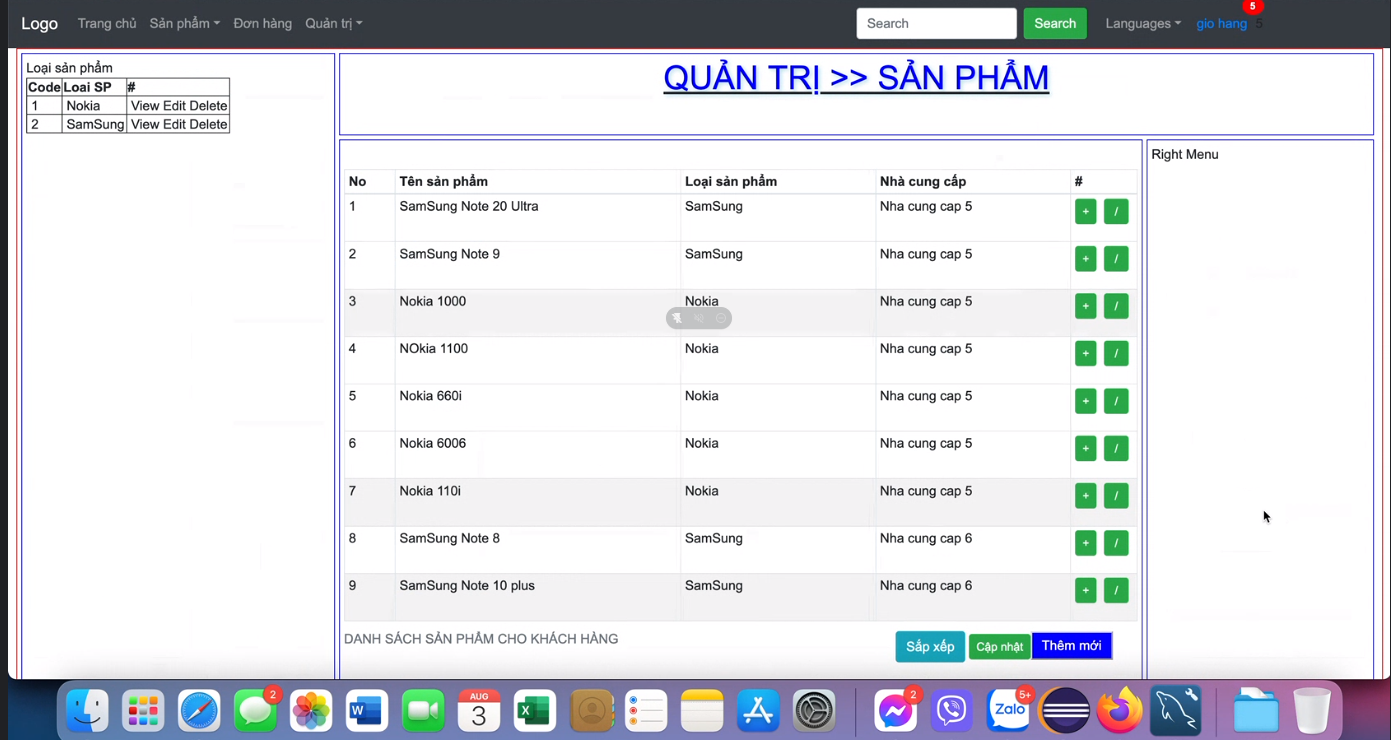 5
Logo Trang chủ Sản phẩm Đơn hàng Quản trị Search Search Languages gio hang 5
Loại sản phẩm
Code Loai SP #
1 Nokia View Edit Delete
2 SamSung View Edit Delete
QUẢN TRỊ >> SẢN PHẨM
Right Menu
No Tên sản phẩm Loại sản phẩm Nhà cung cấp #
1 SamSung Note 20 Ultra SamSung Nha cung cap 5 + /
2 SamSung Note 9 SamSung Nha cung cap 5 + /
3 Nokia 1000 Nokia Nha cung cap 5 + /
4 NOkia 1100 Nokia Nha cung cap 5 + /
5 Nokia 660i Nokia Nha cung cap 5 + /
6 Nokia 6006 Nokia Nha cung cap 5 + /
7 Nokia 110i Nokia Nha cung cap 5 + /
8 SamSung Note 8 SamSung Nha cung cap 6 + /
9 SamSung Note 10 plus SamSung Nha cung cap 6 + /
DANH SÁCH SẢN PHẨM CHO KHÁCH HÀNG Sắp xếp Cập nhật Thêm mới
2 W AUG 3 X 2 Zalo 5+